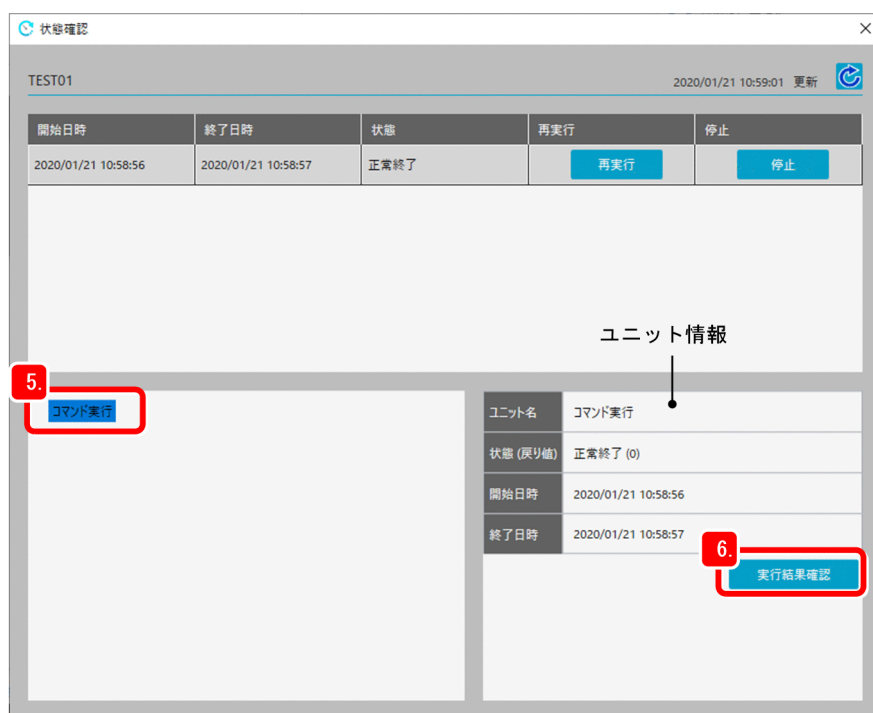 状態確認
TEST01
2020/01/21 10:59:01 更新
開始日時 終了日時 状態 再実行 停止
2020/01/21 10:58:56 2020/01/21 10:58:57 正常終了 再実行 停止
ユニット情報
5.
コマンド実行
ユニット名 コマンド実行
状態 (戻り値) 正常終了 (0)
開始日時 2020/01/21 10:58:56
終了日時 2020/01/21 10:58:57
6.
実行結果確認